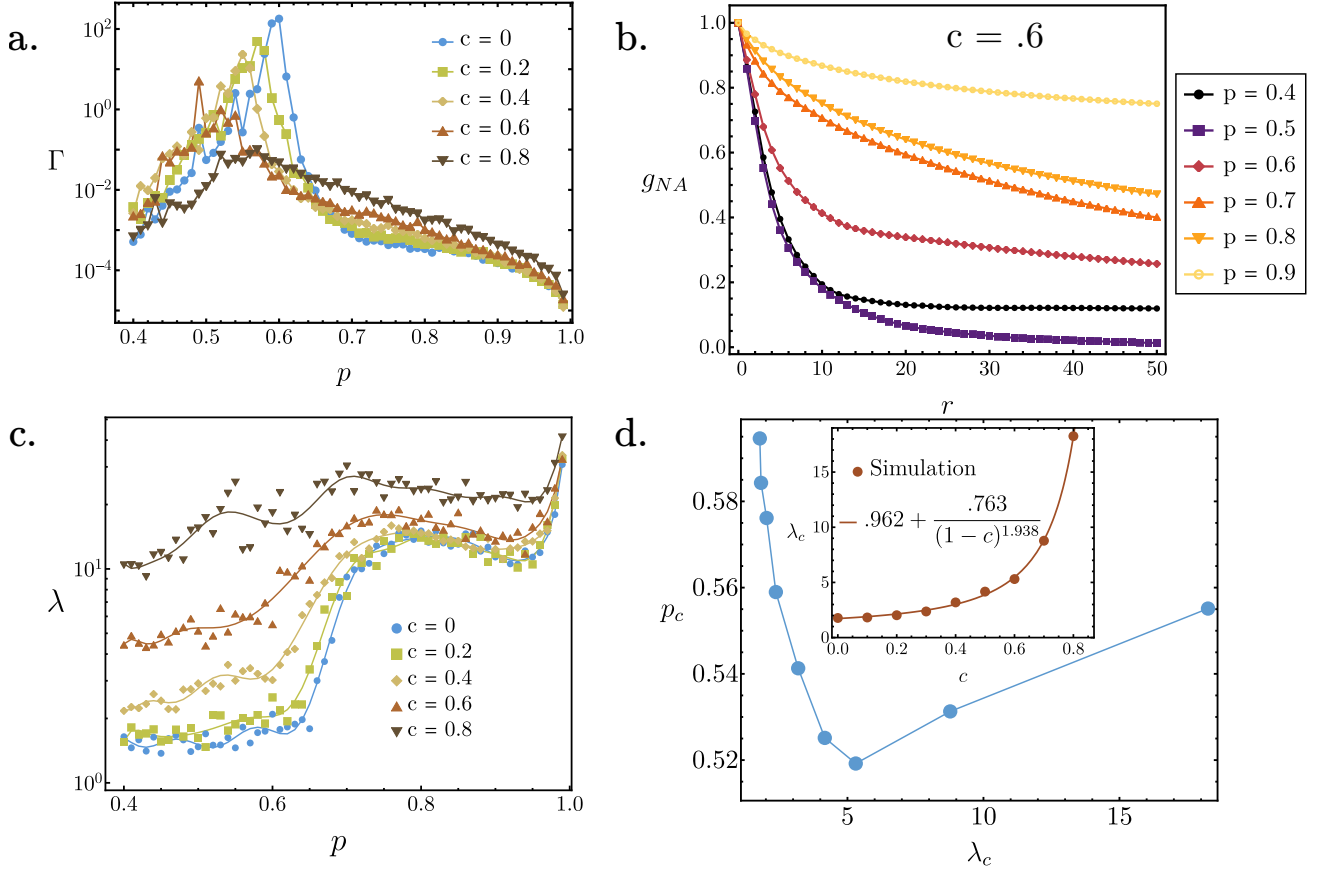 a.
10^2
10^0
10^−2
10^−4
Γ
0.4 0.5 0.6 0.7 0.8 0.9 1.0
p
c = 0
c = 0.2
c = 0.4
c = 0.6
c = 0.8
b.
c = .6
1.0
0.8
0.6
0.4
0.2
0.0
g_NA
0 10 20 30 40 50
r
p = 0.4
p = 0.5
p = 0.6
p = 0.7
p = 0.8
p = 0.9
c.
10^1
10^0
λ
0.4 0.6 0.8 1.0
p
c = 0
c = 0.2
c = 0.4
c = 0.6
c = 0.8
d.
0.58
0.56
0.54
0.52
p_c
5 10 15
λ_c
15
10
5
0
λ_c
Simulation
.962 + .763/(1 − c)^1.938
0.0 0.2 0.4 0.6 0.8
c